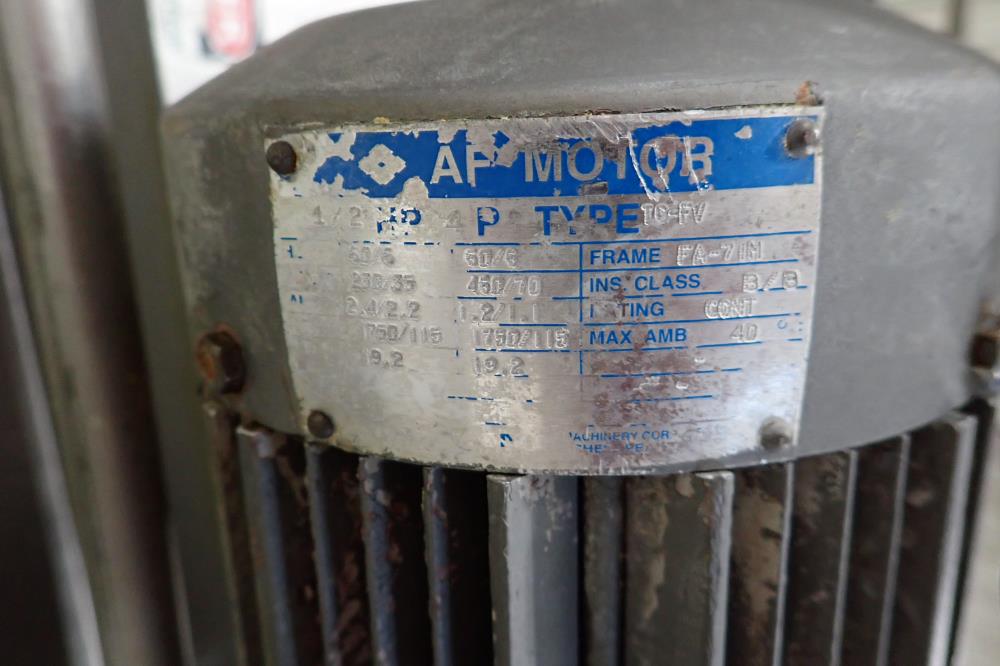 AF MOTOR
1/2 HP 4 P TYPE TC-FV
60/6 60/6 FRAME FA-71M
230/35 460/70 INS. CLASS B/B
2.4/2.2 1.2/1.1 CONT
1750/115 1750/115 MAX AMB 40 °C
19.2 19.2
MACHINERY COR